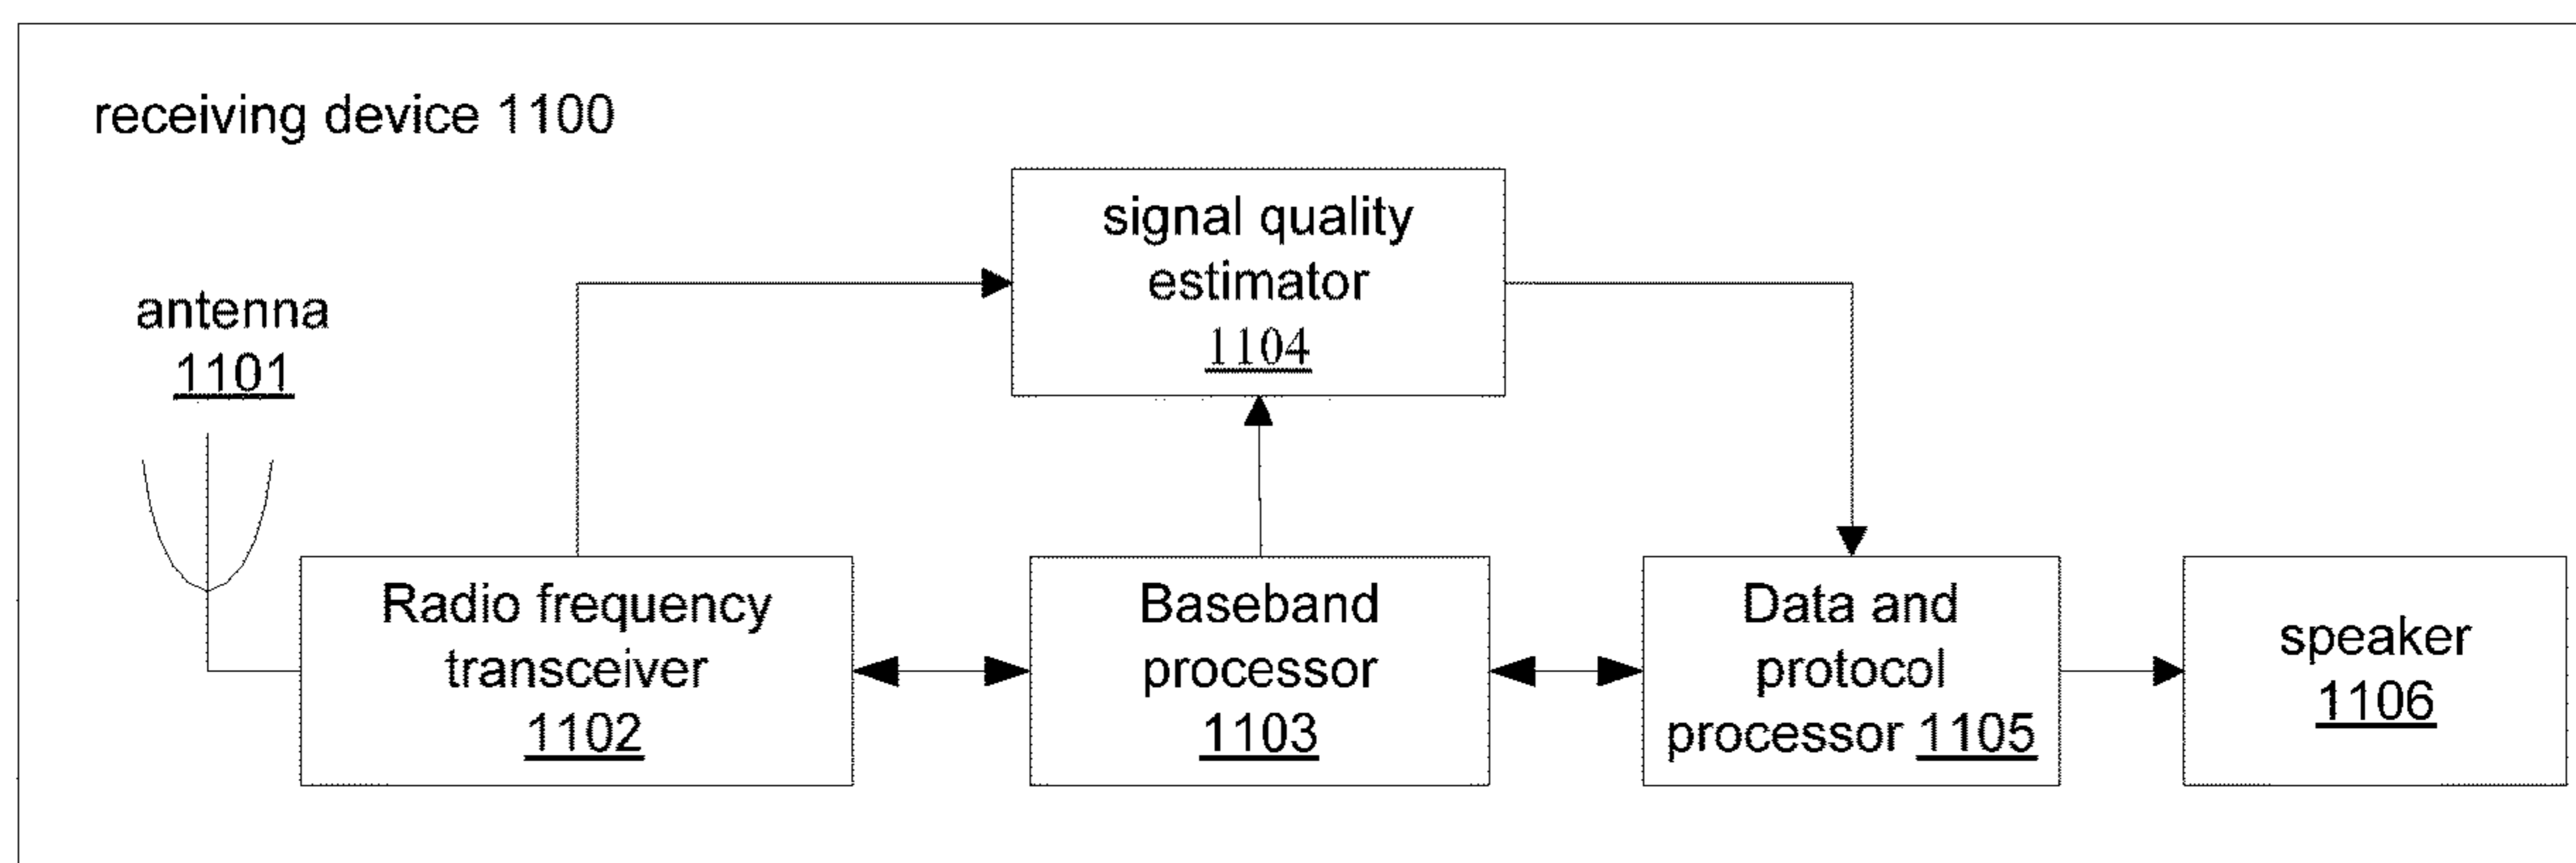 receiving device 1100
signal quality
estimator
1104
antenna
1101
Radio frequency
transceiver
1102
Baseband
processor
1103
Data and
protocol
processor 1105
speaker
1106